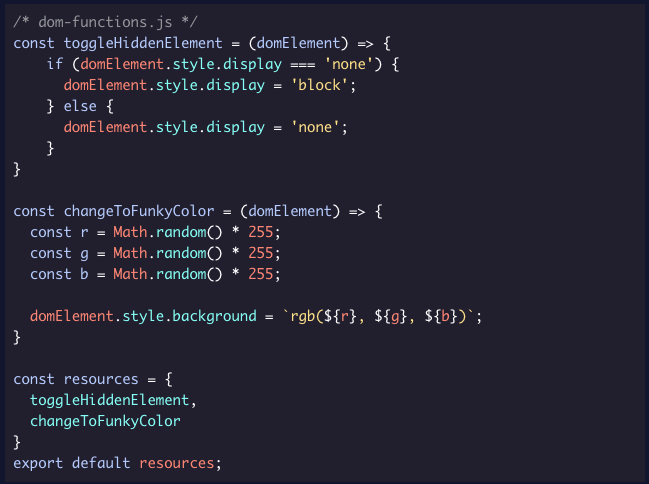 /* dom-functions.js */
const toggleHiddenElement = (domElement) => {
    if (domElement.style.display === 'none') {
      domElement.style.display = 'block';
    } else {
      domElement.style.display = 'none';
    }
}

const changeToFunkyColor = (domElement) => {
  const r = Math.random() * 255;
  const g = Math.random() * 255;
  const b = Math.random() * 255;

  domElement.style.background = `rgb(${r}, ${g}, ${b})`;
}

const resources = {
  toggleHiddenElement,
  changeToFunkyColor
}
export default resources;